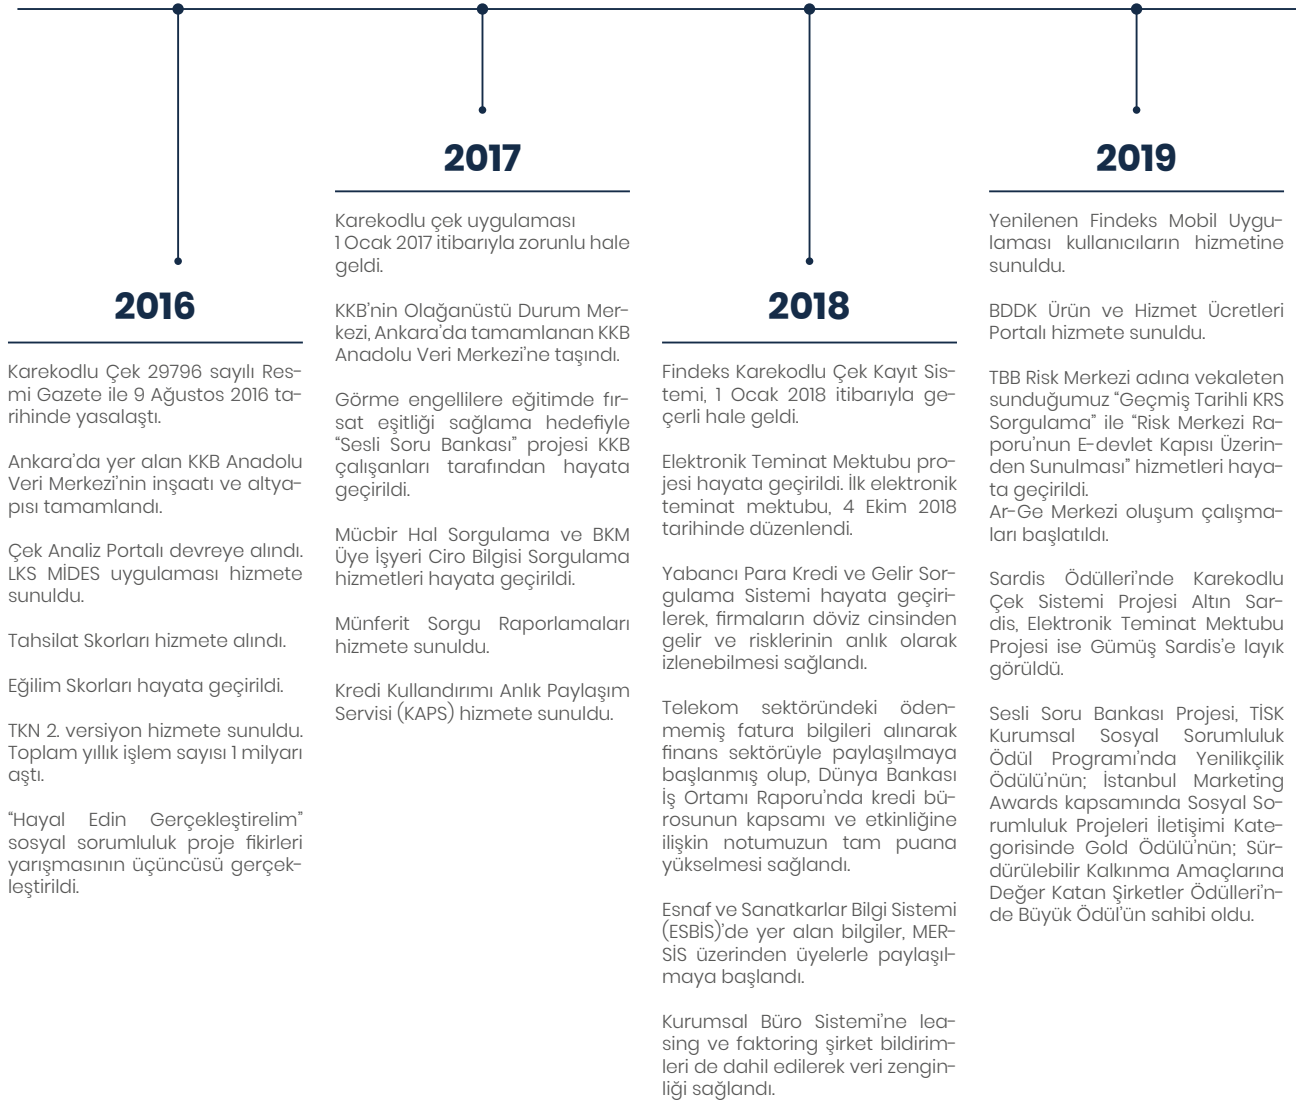 2016
Karekodlu Çek 29796 sayılı Res-
mi Gazete ile 9 Ağustos 2016 ta-
rihinde yasalaştı.
Ankara’da yer alan KKB Anadolu
Veri Merkezi’nin inşaatı ve altya-
pısı tamamlandı.
Çek Analiz Portalı devreye alındı.
LKS MİDES uygulaması hizmete
sunuldu.
Tahsilat Skorları hizmete alındı.
Eğilim Skorları hayata geçirildi.
TKN 2. versiyon hizmete sunuldu.
Toplam yıllık işlem sayısı 1 milyarı
aştı.
“Hayal Edin Gerçekleştirelim”
sosyal sorumluluk proje fikirleri
yarışmasının üçüncüsü gerçek-
leştirildi.
2017
Karekodlu çek uygulaması
1 Ocak 2017 itibarıyla zorunlu hale
geldi.
KKB’nin Olağanüstü Durum Mer-
kezi, Ankara’da tamamlanan KKB
Anadolu Veri Merkezi’ne taşındı.
Görme engellilere eğitimde fır-
sat eşitliği sağlama hedefiyle
“Sesli Soru Bankası” projesi KKB
çalışanları tarafından hayata
geçirildi.
Mücbir Hal Sorgulama ve BKM
Üye İşyeri Ciro Bilgisi Sorgulama
hizmetleri hayata geçirildi.
Münferit Sorgu Raporlamaları
hizmete sunuldu.
Kredi Kullandırımı Anlık Paylaşım
Servisi (KAPS) hizmete sunuldu.
2018
Findeks Karekodlu Çek Kayıt Sis-
temi, 1 Ocak 2018 itibarıyla ge-
çerli hale geldi.
Elektronik Teminat Mektubu pro-
jesi hayata geçirildi. İlk elektronik
teminat mektubu, 4 Ekim 2018
tarihinde düzenlendi.
Yabancı Para Kredi ve Gelir Sor-
gulama Sistemi hayata geçiri-
lerek, firmaların döviz cinsinden
gelir ve risklerinin anlık olarak
izlenebilmesi sağlandı.
Telekom sektöründeki öden-
memiş fatura bilgileri alınarak
finans sektörüyle paylaşılmaya
başlanmış olup, Dünya Bankası
İş Ortamı Raporu’nda kredi bü-
rosunun kapsamı ve etkinliğine
ilişkin notumuzun tam puana
yükselmesi sağlandı.
Esnaf ve Sanatkarlar Bilgi Sistemi
(ESBİS)’de yer alan bilgiler, MER-
SİS üzerinden üyelerle paylaşıl-
maya başlandı.
Kurumsal Büro Sistemi’ne lea-
sing ve faktoring şirket bildirim-
leri de dahil edilerek veri zengin-
liği sağlandı.
2019
Yenilenen Findeks Mobil Uygu-
laması kullanıcıların hizmetine
sunuldu.
BDDK Ürün ve Hizmet Ücretleri
Portalı hizmete sunuldu.
TBB Risk Merkezi adına vekaleten
sunduğumuz “Geçmiş Tarihli KRS
Sorgulama” ile “Risk Merkezi Ra-
poru’nun E-devlet Kapısı Üzerin-
den Sunulması” hizmetleri haya-
ta geçirildi.
Ar-Ge Merkezi oluşum çalışma-
ları başlatıldı.
Sardis Ödülleri’nde Karekodlu
Çek Sistemi Projesi Altın Sar-
dis, Elektronik Teminat Mektubu
Projesi ise Gümüş Sardis’e layık
görüldü.
Sesli Soru Bankası Projesi, TİSK
Kurumsal Sosyal Sorumluluk
Ödül Programı’nda Yenilikçilik
Ödülü’nün; İstanbul Marketing
Awards kapsamında Sosyal So-
rumluluk Projeleri İletişimi Kate-
gorisinde Gold Ödülü’nün; Sür-
dürülebilir Kalkınma Amaçlarına
Değer Katan Şirketler Ödülleri’n-
de Büyük Ödül’ün sahibi oldu.